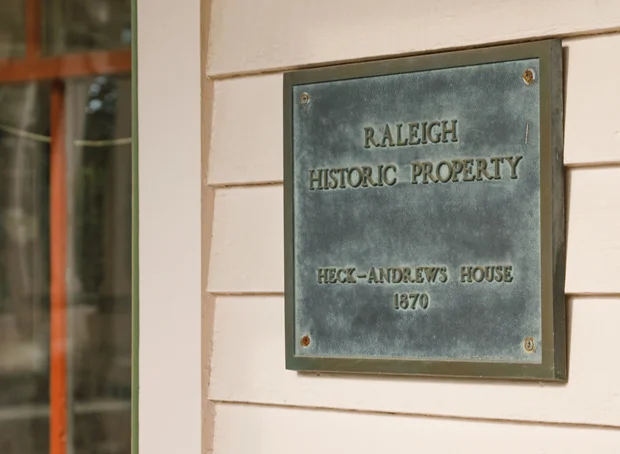 RALEIGH
HISTORIC PROPERTY
HECK-ANDREWS HOUSE
1870